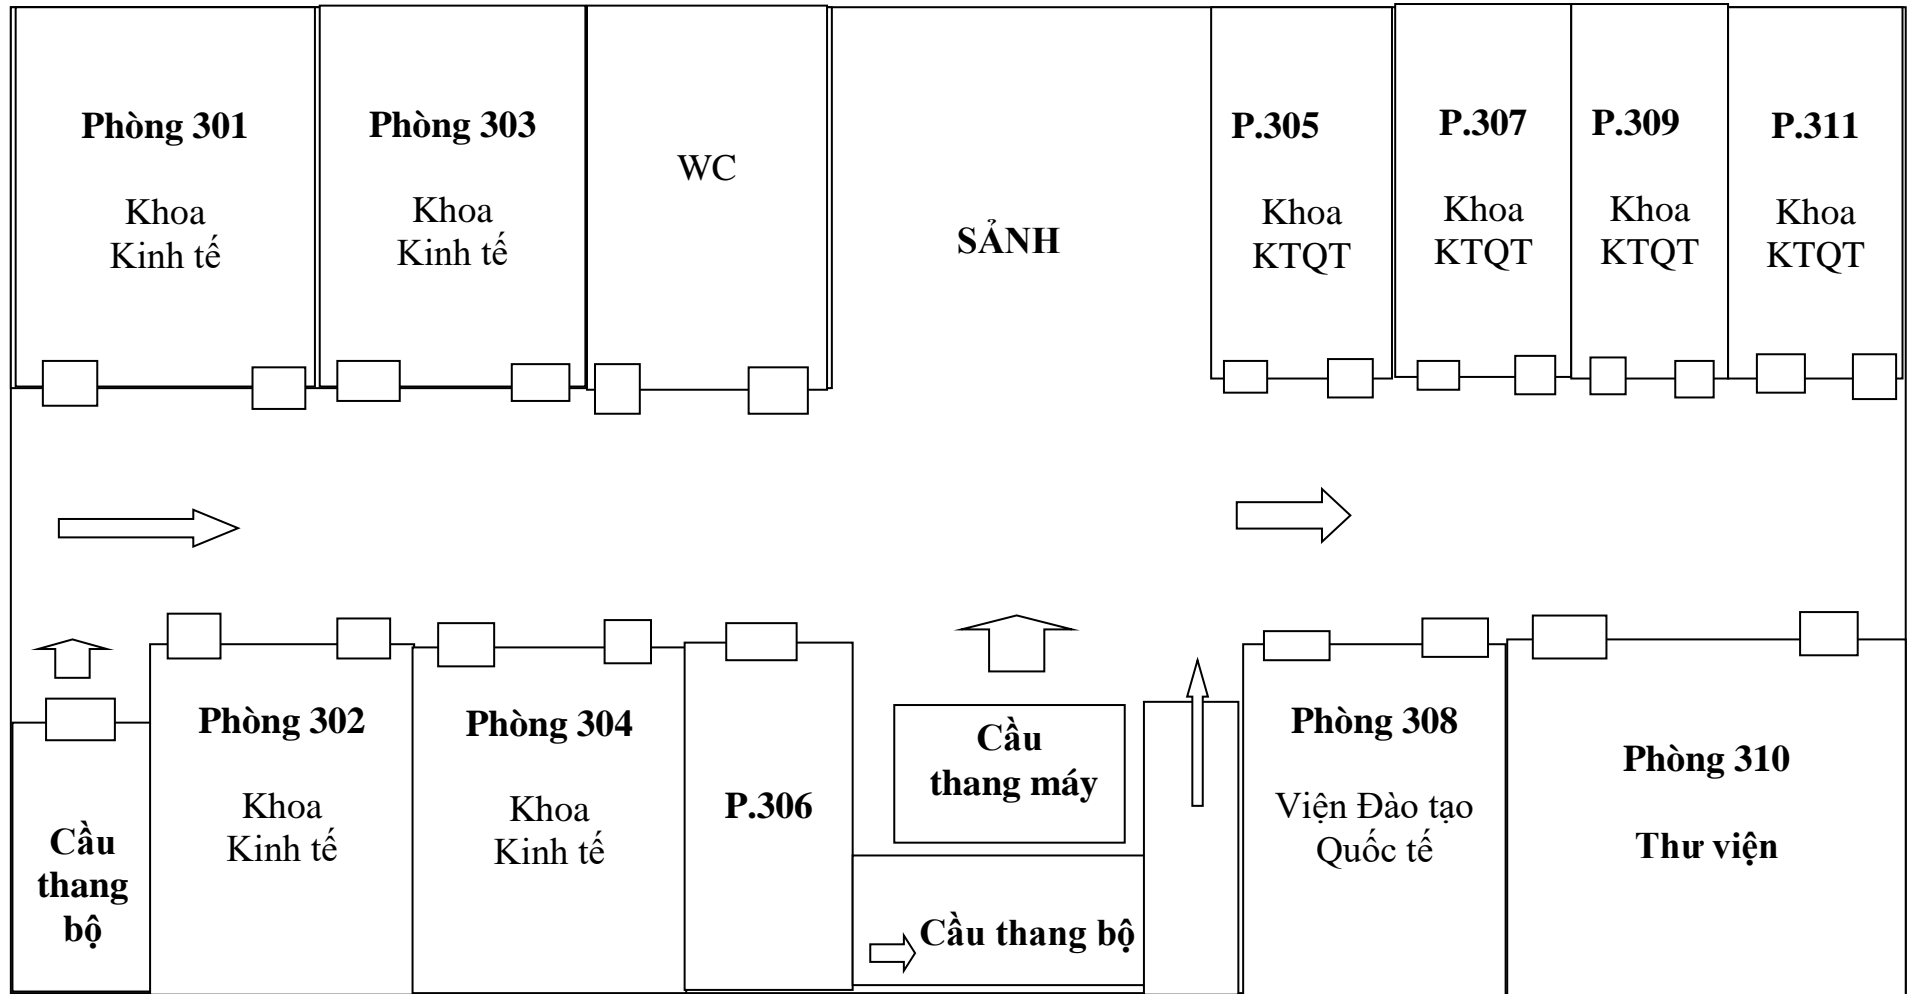 Phòng 301
Khoa
Kinh tế
Phòng 303
Khoa
Kinh tế
WC
SẢNH
P.305
Khoa
KTQT
P.307
Khoa
KTQT
P.309
Khoa
KTQT
P.311
Khoa
KTQT
Cầu
thang
bộ
Phòng 302
Khoa
Kinh tế
Phòng 304
Khoa
Kinh tế
P.306
Cầu
thang máy
Cầu thang bộ
Phòng 308
Viện Đào tạo
Quốc tế
Phòng 310
Thư viện